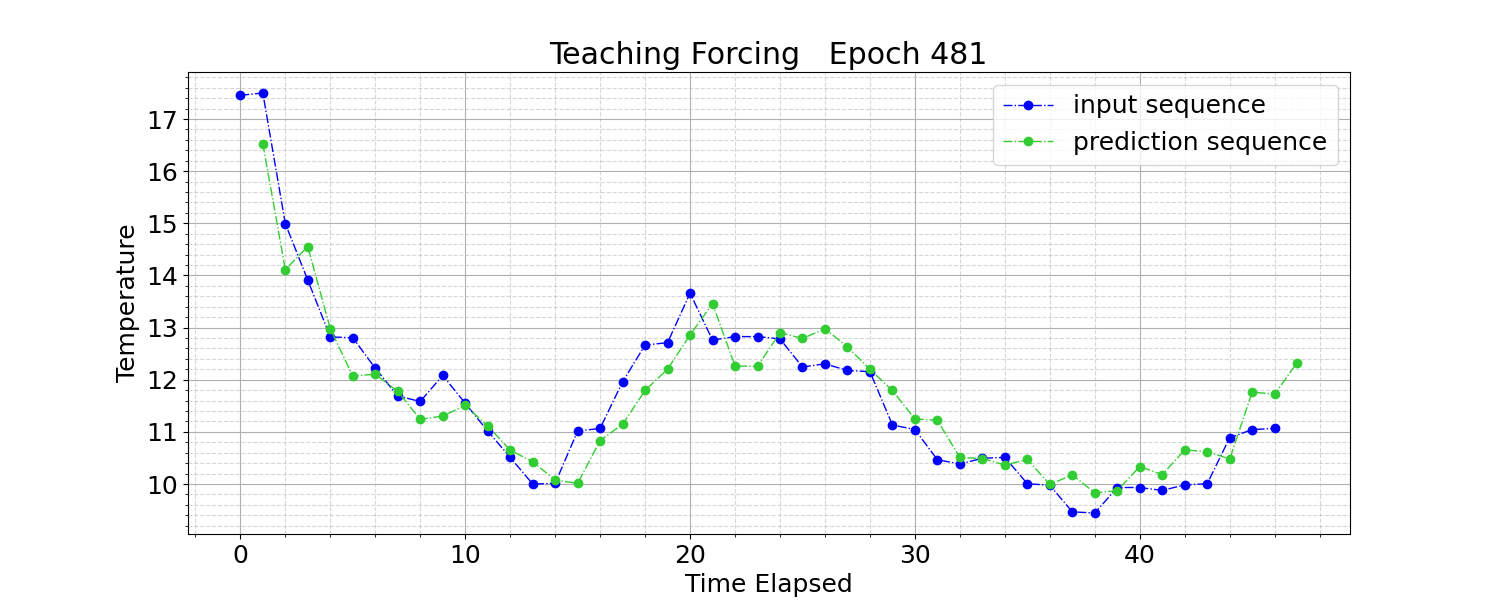 Teaching Forcing   Epoch 481
input sequence
prediction sequence
Temperature
17
16
15
14
13
12
11
10
0 10 20 30 40
Time Elapsed